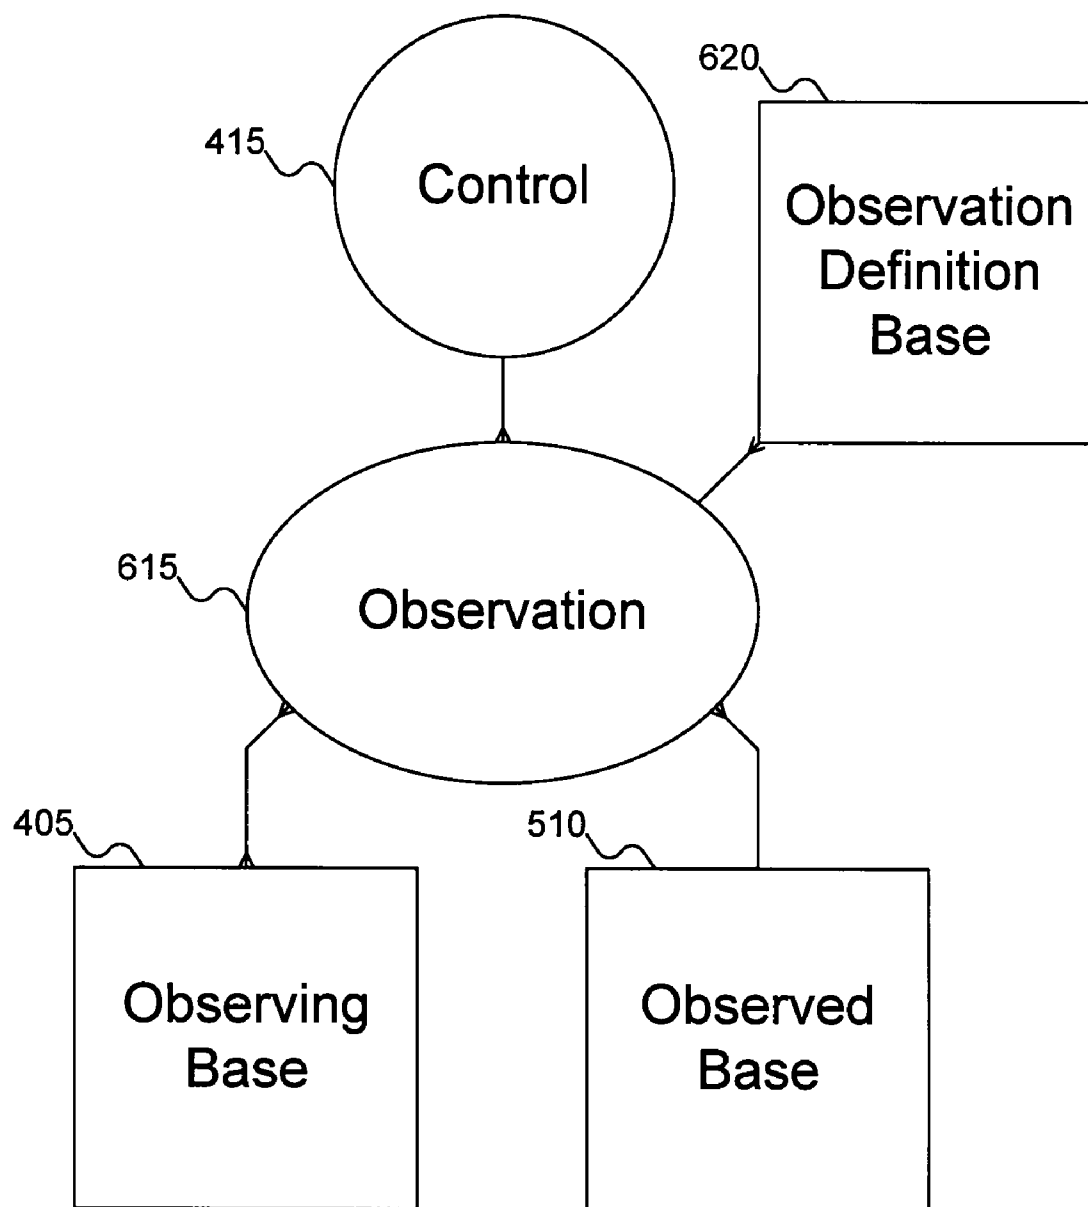 620
415
Control
Observation
Definition
Base
615
Observation
405
510
Observing
Base
Observed
Base